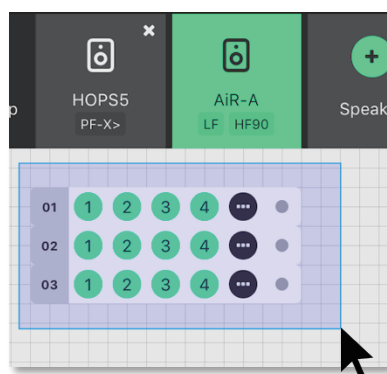 p
HOPS5
PF-X>
AiR-A
LF HF90
Speak
01 1 2 3 4
02 1 2 3 4
03 1 2 3 4